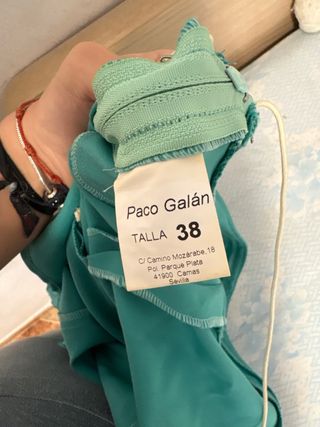 Paco Galán
TALLA 38
C/ Camino Mozárabe, 18
Pol. Parque Plata
41900 Camas
Sevilla